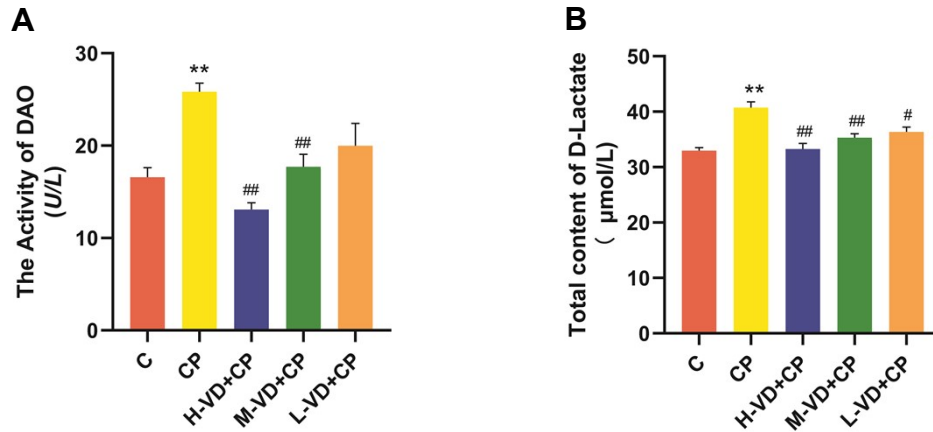 A
The Activity of DAO
(U/L)
30
20
10
0
**
##
##
C
CP
H-VD+CP
M-VD+CP
L-VD+CP
B
Total content of D-Lactate
( μmol/L)
50
40
30
20
10
0
**
##
##
#
C
CP
H-VD+CP
M-VD+CP
L-VD+CP